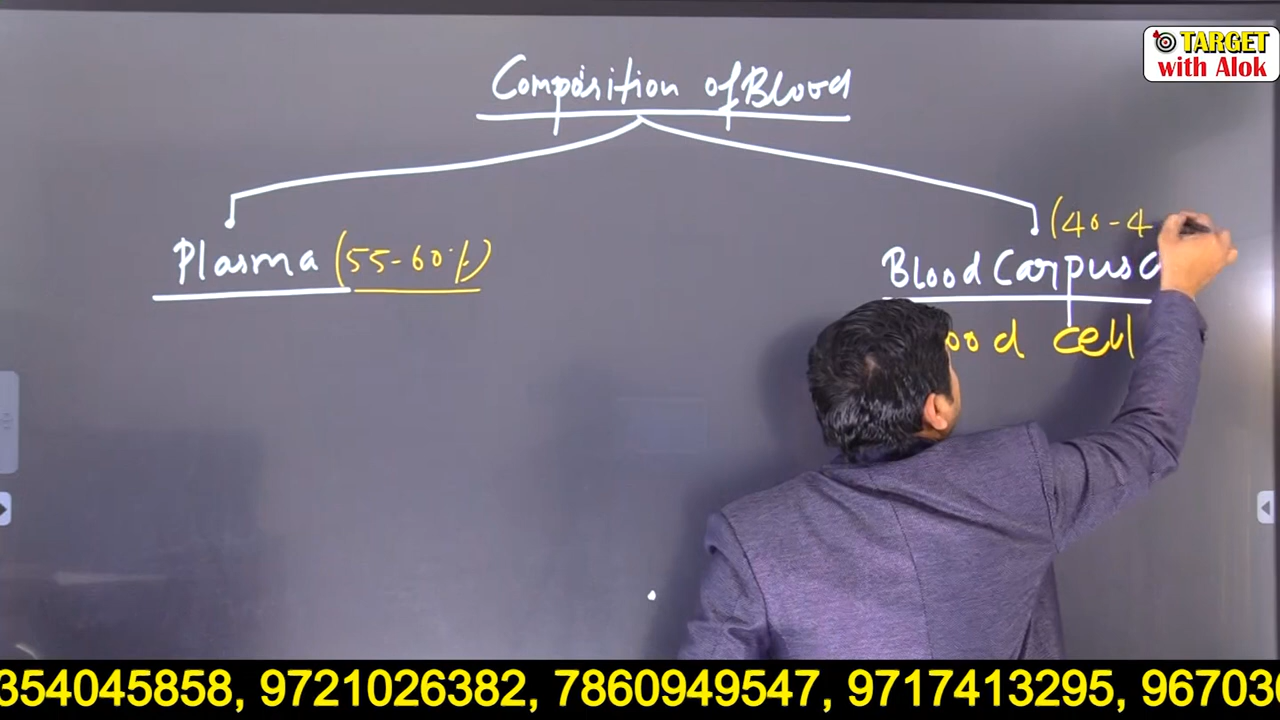 TARGET
with Alok
Composition of Blood
Plasma (55-60%)
(40-4
Blood Carpusc
ood cell
354045858, 9721026382, 7860949547, 9717413295, 96703